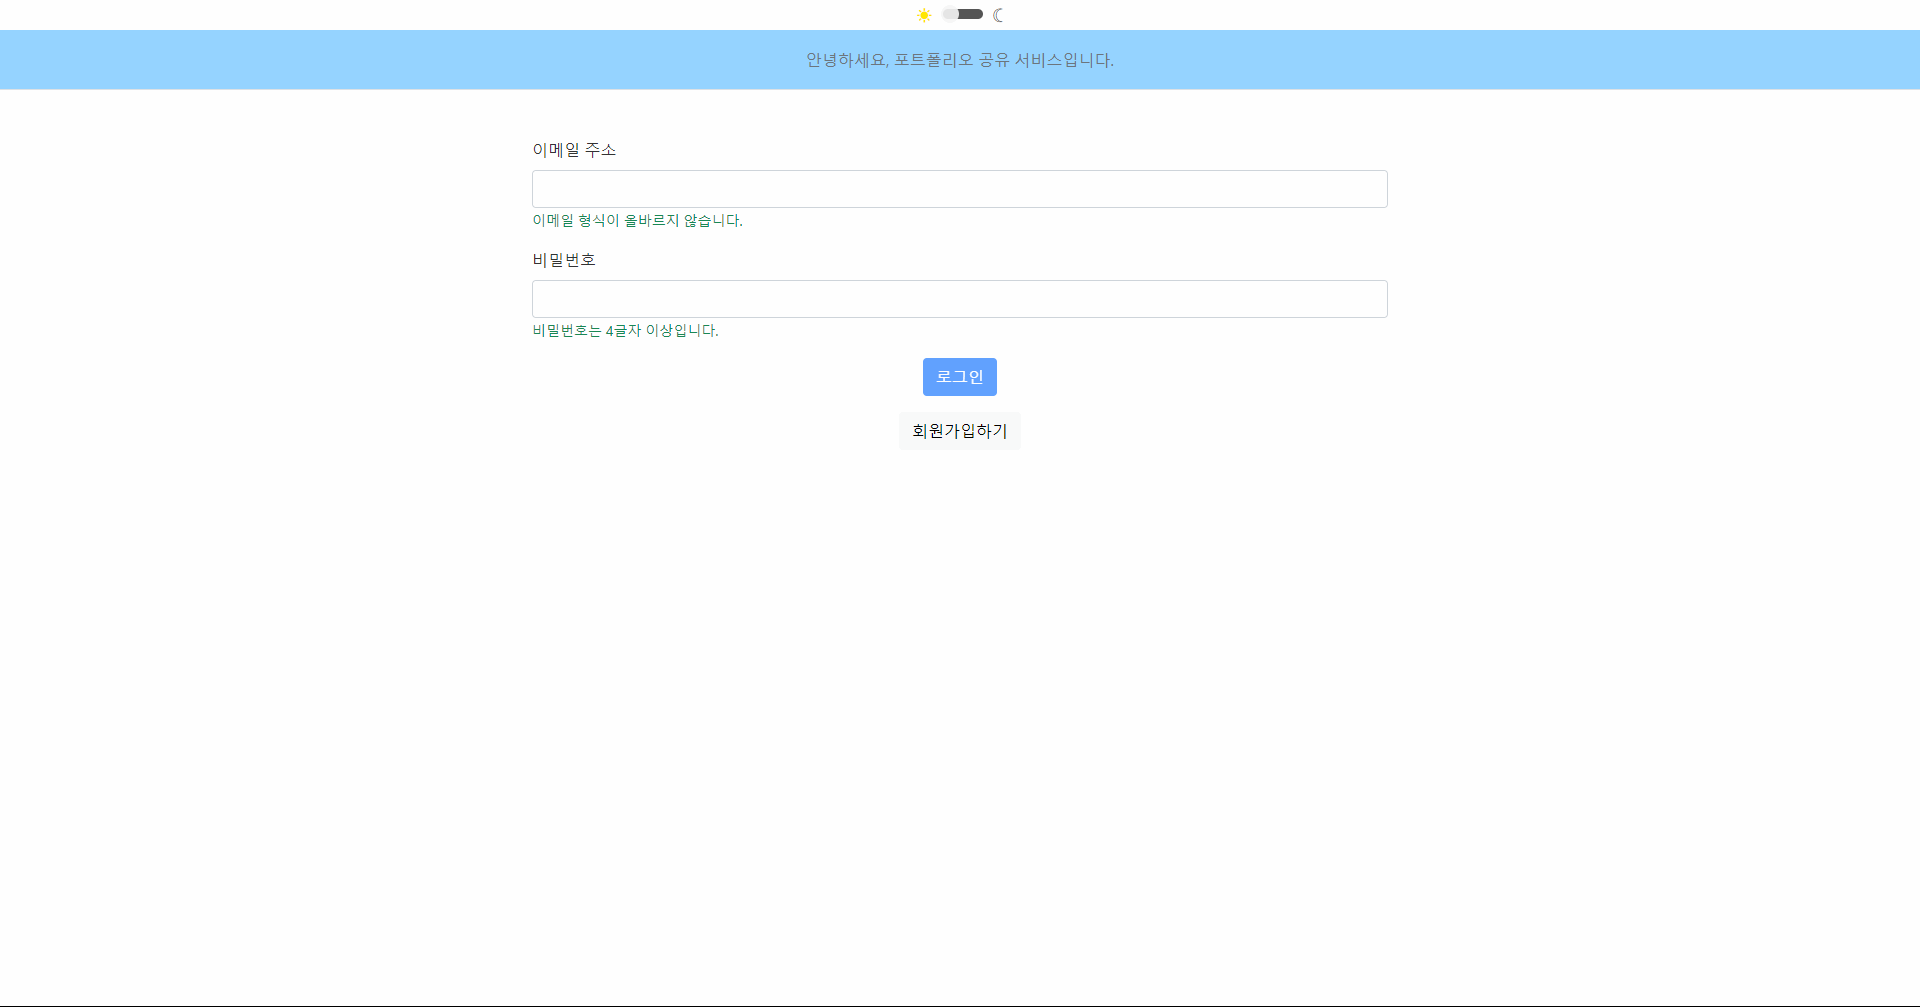 안녕하세요, 포트폴리오 공유 서비스입니다.
이메일 주소
이메일 형식이 올바르지 않습니다.
비밀번호
비밀번호는 4글자 이상입니다.
로그인
회원가입하기